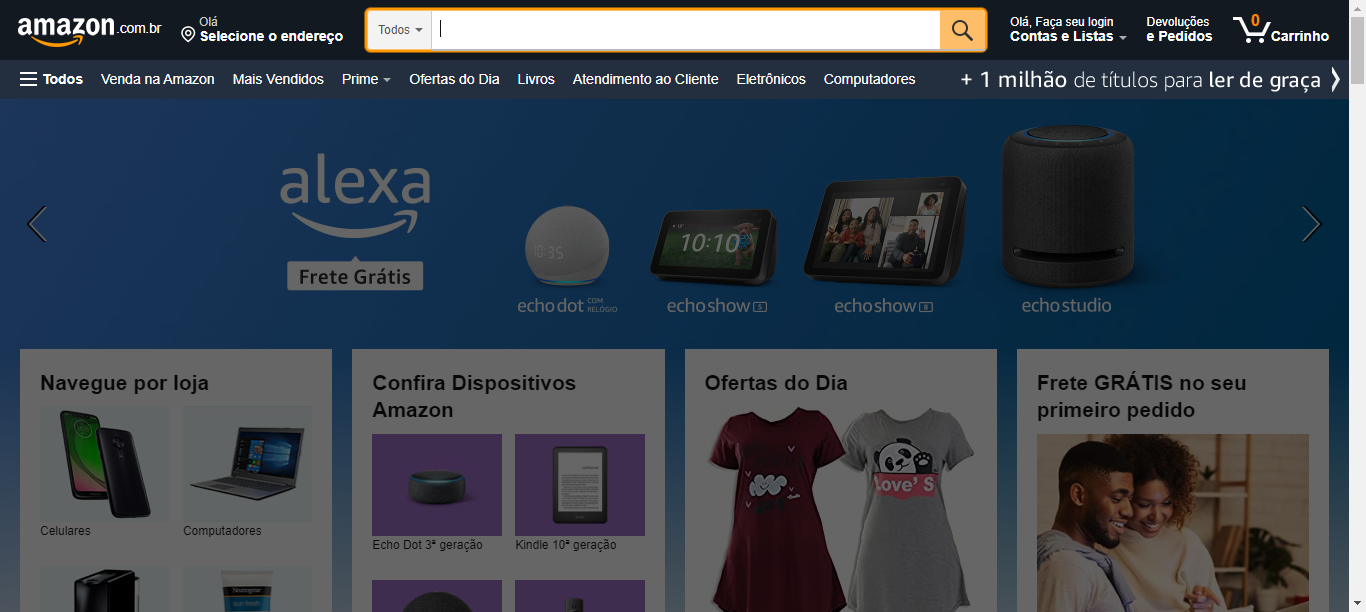 amazon.com.br
Olá
Selecione o endereço
Todos
Olá, Faça seu login
Contas e Listas
Devoluções
e Pedidos
0
Carrinho
Todos
Venda na Amazon
Mais Vendidos
Prime
Ofertas do Dia
Livros
Atendimento ao Cliente
Eletrônicos
Computadores
+ 1 milhão de títulos para ler de graça
alexa
Frete Grátis
10:35
10:10
echo dot COM RELÓGIO
echo show 5
echo show 8
echo studio
Navegue por loja
Celulares
Computadores
Confira Dispositivos
Amazon
Echo Dot 3ª geração
Kindle 10ª geração
Ofertas do Dia
Love' S
Frete GRÁTIS no seu
primeiro pedido
Neutrogena
sun fresh